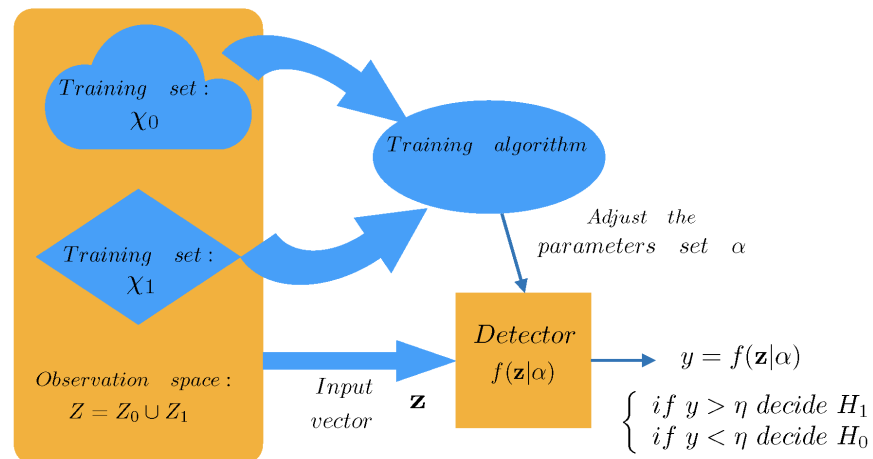 Training set :
χ0
Training algorithm
Adjust the
parameters set α
Training set :
χ1
Detector
f(z|α)
y = f(z|α)
Observation space :
Z = Z0 ∪ Z1
Input
vector
z
if y > η decide H1
if y < η decide H0